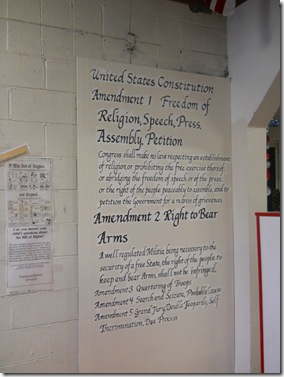 United States Constitution
Amendment 1 Freedom of
Religion, Speech, Press,
Assembly, Petition
Congress shall make no law respecting an establishment
of religion or prohibiting the free exercise thereof,
or abridging the freedom of speech or of the press
or the right of the people peaceably to assemble, and to
petition the Government for a redress of grievances.
Amendment 2 Right to Bear
Arms
A well regulated Militia, being necessary to the
security of a free State, the right of the people to
keep and bear Arms, shall not be infringed,
Amendment 3 Quartering of Troops
Amendment 4 Search and Seizure, Probable Cause
Amendment 5 Grand Jury, Double Jeopardy, Self
Incrimination, Due Process
The Bill of Rights